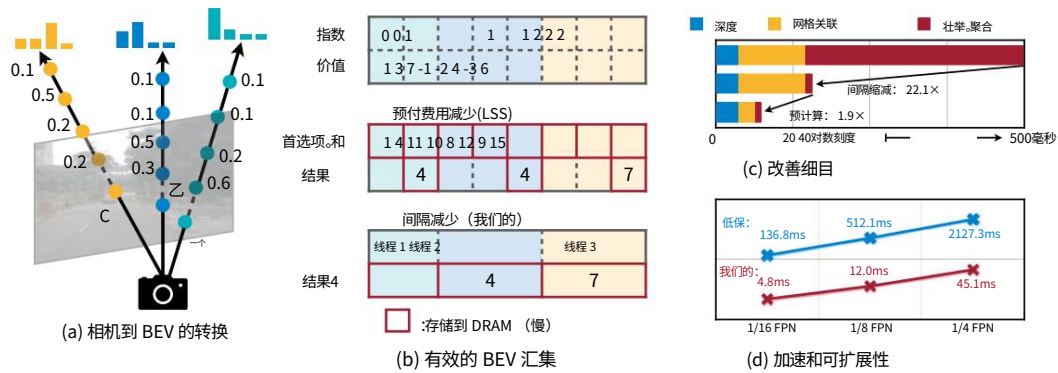 0.1
0.5
0.2
0.2
C
0.1
0.1
0.5
0.3
乙
0.1
0.1
0.2
0.6
一个
(a) 相机到 BEV 的转换
指数 0 0 1 1 1 2 2 2
价值 1 3 7 -1 -2 4 -3 6
预付费用减少(LSS)
首选项。和 1 4 11 10 8 12 9 15
结果 4 4 7
间隔减少（我们的）
线程 1 线程 2 线程 3
结果4 4 7
:存储到 DRAM （慢）
(b) 有效的 BEV 汇集
深度 网格关联 壮举。聚合
间隔缩减： 22.1×
预计算： 1.9×
0 20 40对数刻度 500毫秒
(c) 改善细目
低保： 136.8ms 512.1ms 2127.3ms
我们的： 4.8ms 12.0ms 45.1ms
1/16 FPN 1/8 FPN 1/4 FPN
(d) 加速和可扩展性